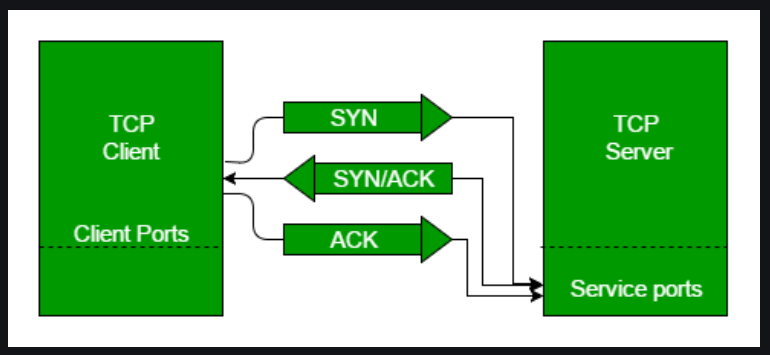 TCP
Client
Client Ports
SYN
SYN/ACK
ACK
TCP
Server
Service ports